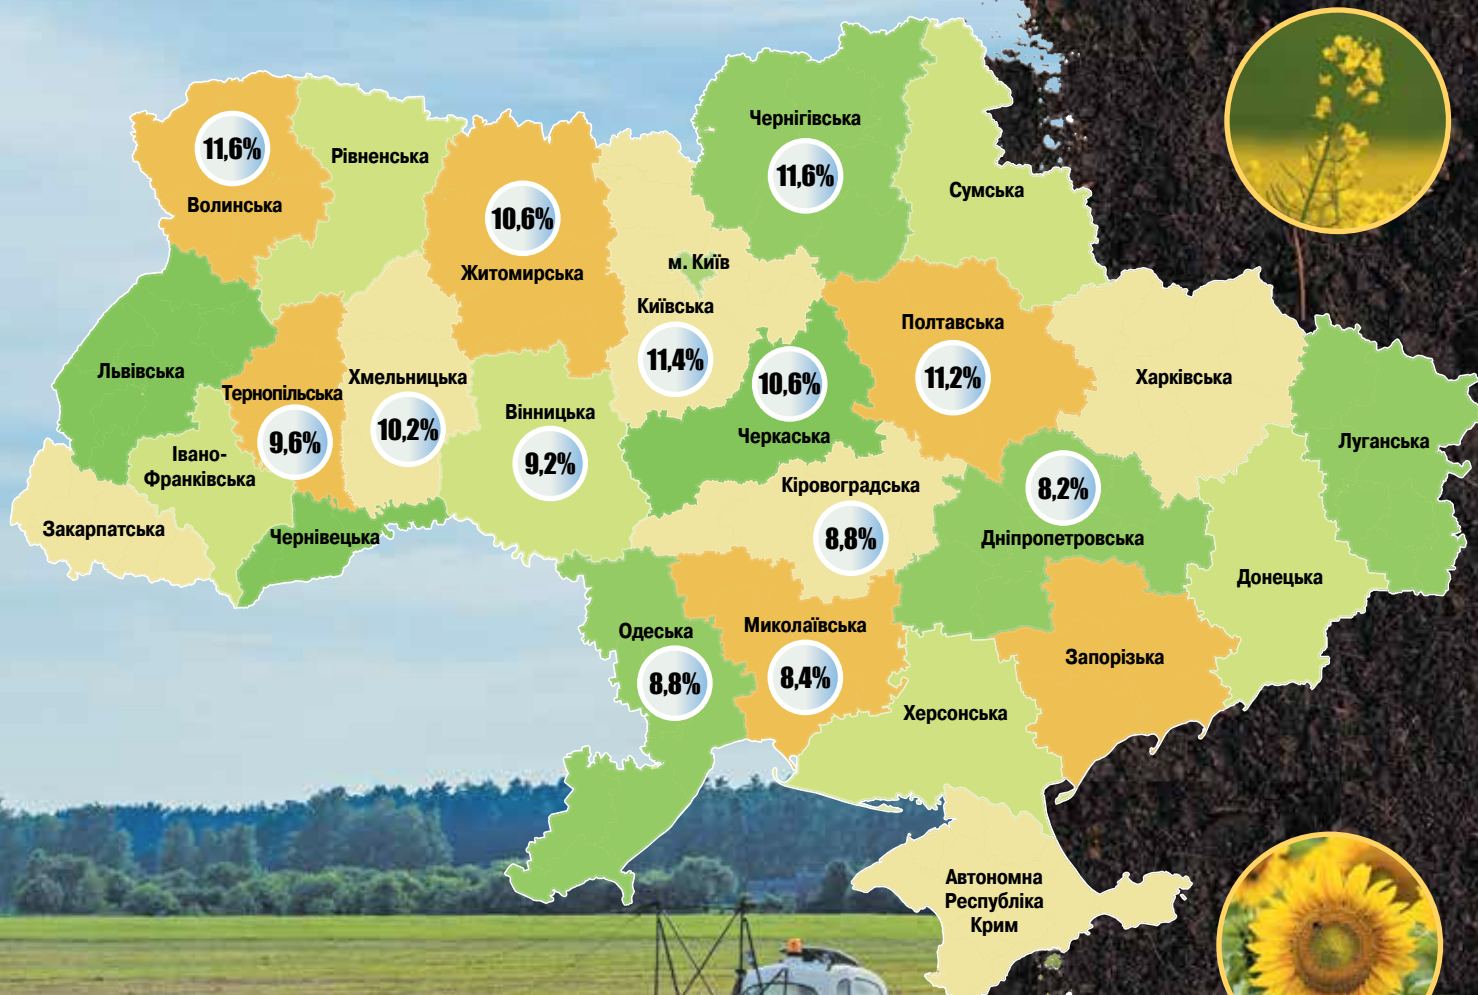 Чернігівська
11,6%
11,6%
Волинська
Рівненська
Сумська
10,6%
Житомирська
м. Київ
Київська
11,4%
Полтавська
11,2%
Харківська
Львівська
Тернопільська
9,6%
Хмельницька
10,2%
Вінницька
9,2%
10,6%
Черкаська
Луганська
Івано-
Франківська
Закарпатська
Чернівецька
Кіровоградська
8,8%
8,2%
Дніпропетровська
Донецька
Одеська
8,8%
Миколаївська
8,4%
Запорізька
Херсонська
Автономна
Республіка
Крим